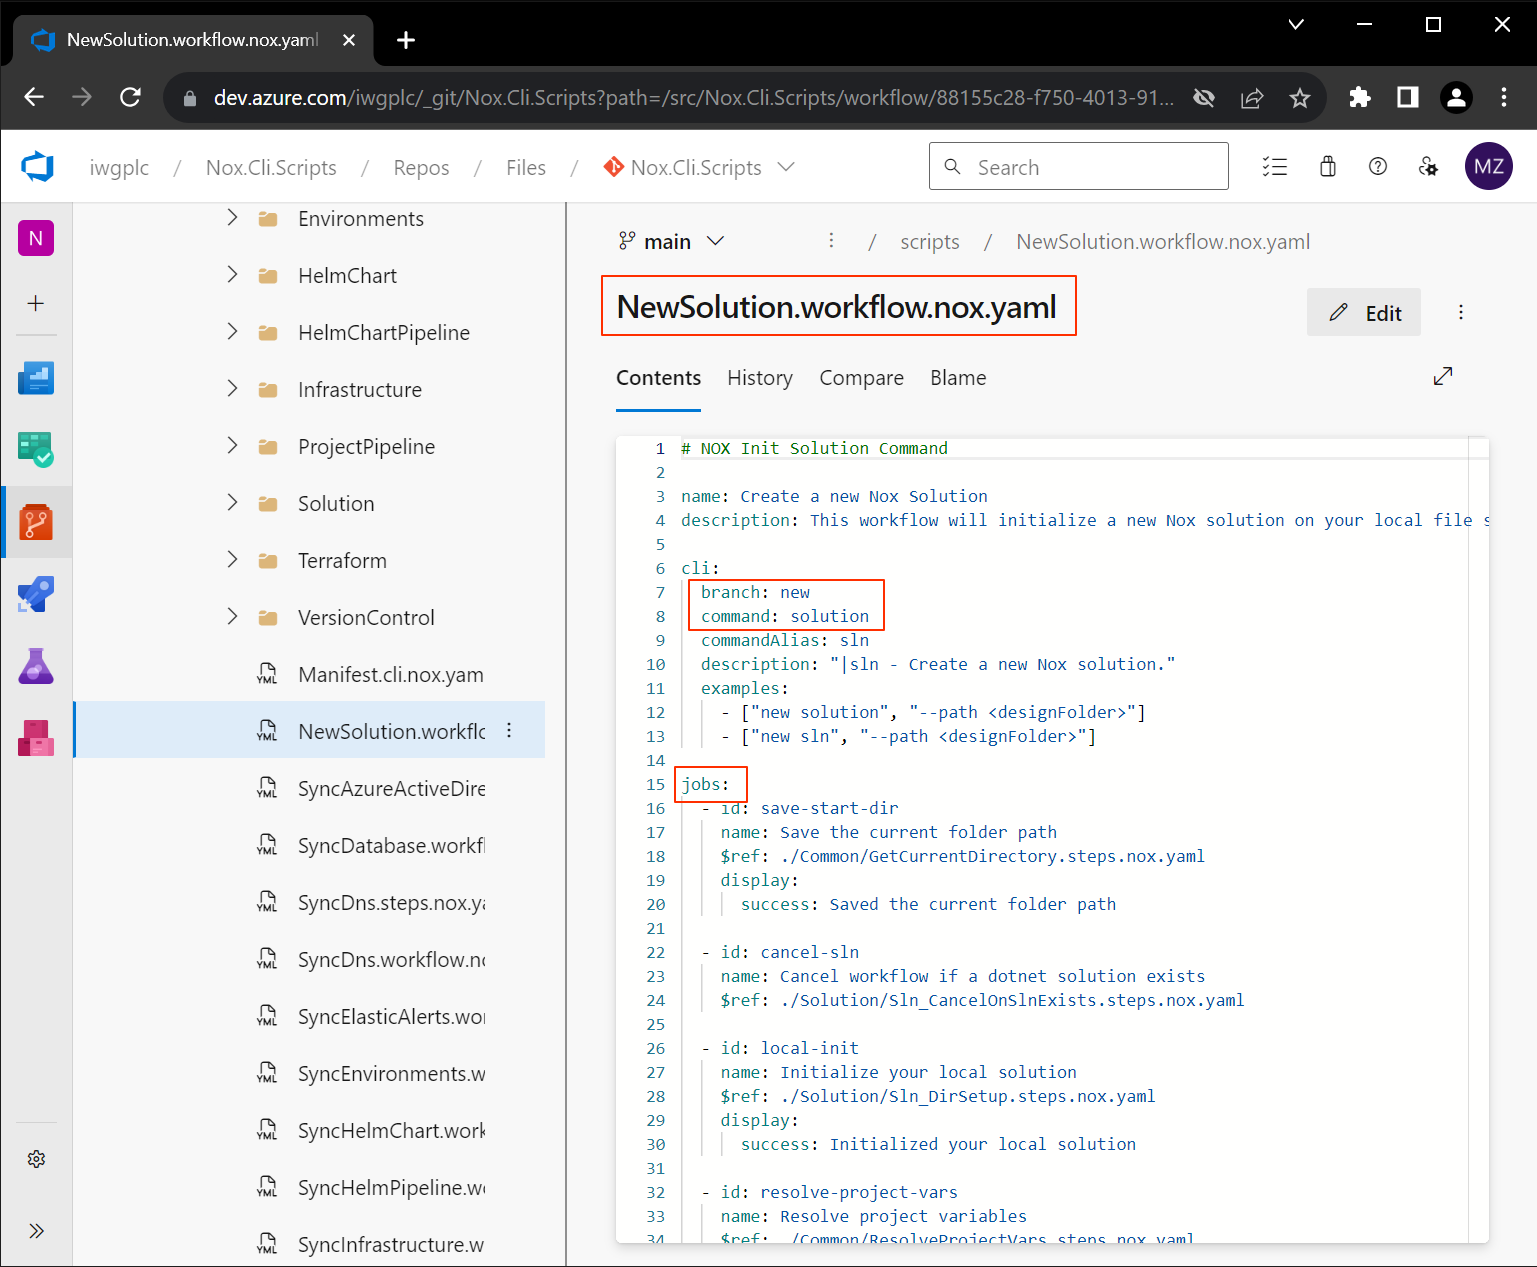 NewSolution.workflow.nox.yaml
dev.azure.com/iwgplc/_git/Nox.Cli.Scripts?path=/src/Nox.Cli.Scripts/workflow/88155c28-f750-4013-91...
iwgplc / Nox.Cli.Scripts / Repos / Files / Nox.Cli.Scripts
Search
MZ
N
Environments
HelmChart
HelmChartPipeline
Infrastructure
ProjectPipeline
Solution
Terraform
VersionControl
Manifest.cli.nox.yam
NewSolution.workflc
SyncAzureActiveDire
SyncDatabase.workfl
SyncDns.steps.nox.ya
SyncDns.workflow.no
SyncElasticAlerts.wor
SyncEnvironments.w
SyncHelmChart.work
SyncHelmPipeline.wo
SyncInfrastructure.w
main / scripts / NewSolution.workflow.nox.yaml
NewSolution.workflow.nox.yaml
Edit
Contents History Compare Blame
1 # NOX Init Solution Command
2
3 name: Create a new Nox Solution
4 description: This workflow will initialize a new Nox solution on your local file s
5
6 cli:
7 branch: new
8 command: solution
9 commandAlias: sln
10 description: "|sln - Create a new Nox solution."
11 examples:
12 - ["new solution", "--path <designFolder>"]
13 - ["new sln", "--path <designFolder>"]
14
15 jobs:
16 - id: save-start-dir
17 name: Save the current folder path
18 $ref: ./Common/GetCurrentDirectory.steps.nox.yaml
19 display:
20 success: Saved the current folder path
21
22 - id: cancel-sln
23 name: Cancel workflow if a dotnet solution exists
24 $ref: ./Solution/Sln_CancelOnSlnExists.steps.nox.yaml
25
26 - id: local-init
27 name: Initialize your local solution
28 $ref: ./Solution/Sln_DirSetup.steps.nox.yaml
29 display:
30 success: Initialized your local solution
31
32 - id: resolve-project-vars
33 name: Resolve project variables
34 $ref: ./Common/ResolveProjectVars.steps.nox.yaml